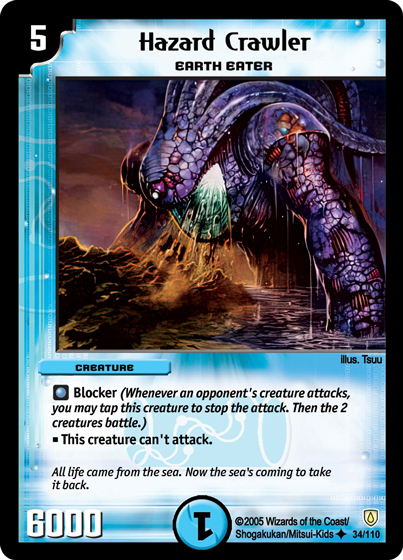 5
Hazard Crawler
EARTH EATER
illus. Tsuu
CREATURE
Blocker (Whenever an opponent's creature attacks,
you may tap this creature to stop the attack. Then the 2
creatures battle.)
▪ This creature can't attack.
All life came from the sea. Now the sea's coming to take
it back.
6000
1
©2005 Wizards of the Coast/
Shogakukan/Mitsui-Kids ✦ 34/110